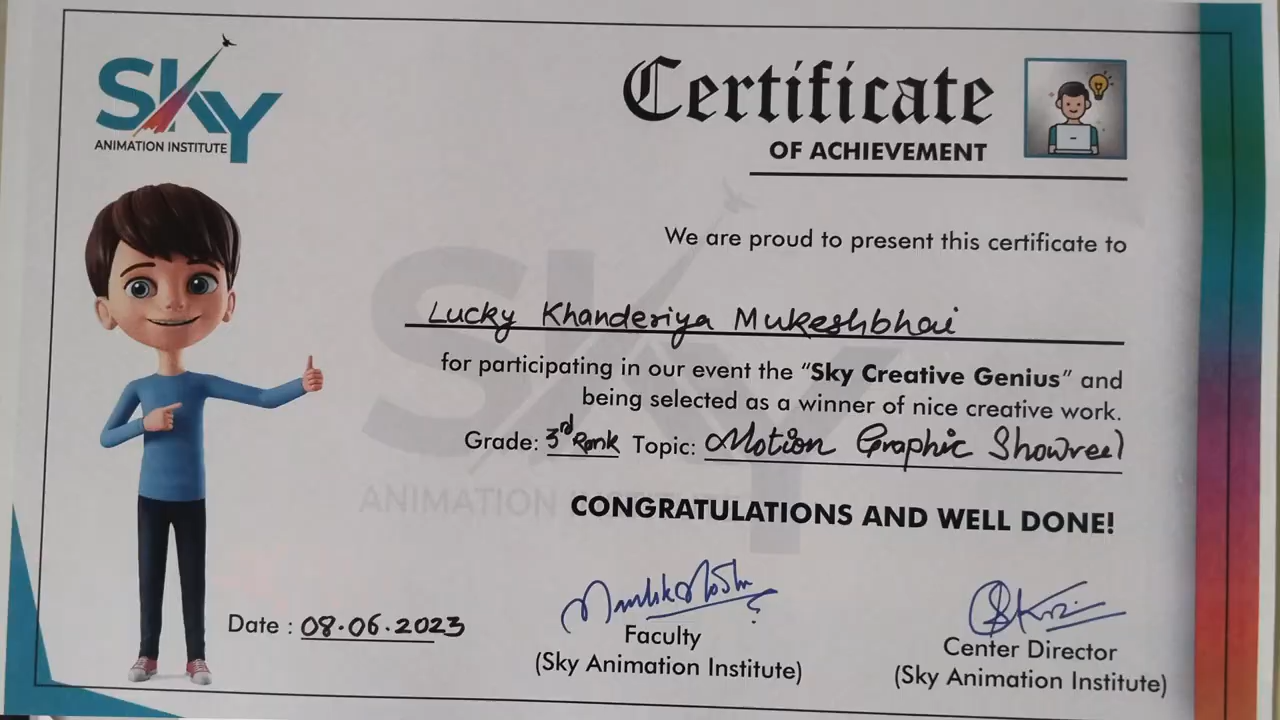 SKY
ANIMATION INSTITUTE
Certificate
OF ACHIEVEMENT
We are proud to present this certificate to
Lucky Khanderiya Mukeshbhai
for participating in our event the "Sky Creative Genius" and
being selected as a winner of nice creative work.
Grade: 3rd Rank Topic: Motion Graphic Showreel
ANIMATION
CONGRATULATIONS AND WELL DONE!
Date : 08.06.2023
Faculty
(Sky Animation Institute)
Center Director
(Sky Animation Institute)